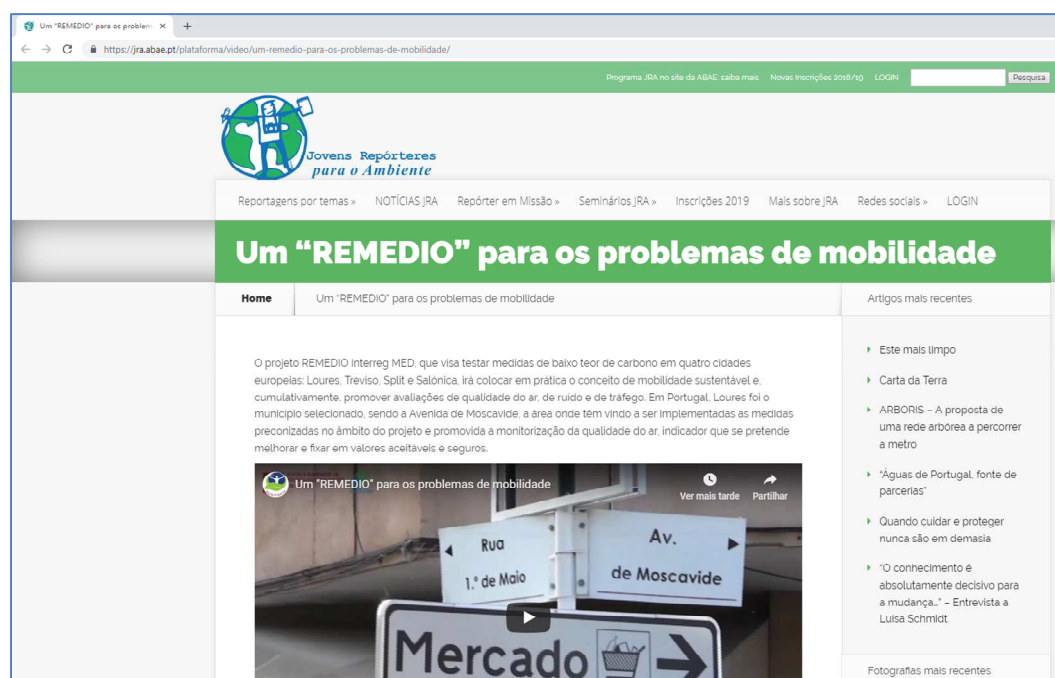 Um "REMEDIO" para os problem
https://jra.abae.pt/plataforma/video/um-remedio-para-os-problemas-de-mobilidade/
Programa JRA no site da ABAE: saiba mais Novas Inscrições 2018/19 LOGIN Pesquisa
Jovens Repórteres
para o Ambiente
Reportagens por temas » NOTÍCIAS JRA Repórter em Missão » Seminários JRA » Inscrições 2019 Mais sobre JRA Redes sociais » LOGIN
Um “REMEDIO” para os problemas de mobilidade
Home Um “REMEDIO” para os problemas de mobilidade
O projeto REMEDIO Interreg MED, que visa testar medidas de baixo teor de carbono em quatro cidades
europeias: Loures, Treviso, Split e Salónica, irá colocar em prática o conceito de mobilidade sustentável e,
cumulativamente, promover avaliações de qualidade do ar, de ruído e de tráfego. Em Portugal, Loures foi o
município selecionado, sendo a Avenida de Moscavide, a área onde têm vindo a ser implementadas as medidas
preconizadas no âmbito do projeto e promovida a monitorização da qualidade do ar, indicador que se pretende
melhorar e fixar em valores aceitáveis e seguros.
Um "REMEDIO" para os problemas de mobilidade
Ver mais tarde Partilhar
Rua
1.º de Maio
Av.
de Moscavide
Mercado
Artigos mais recentes
Este mais limpo
Carta da Terra
ARBORIS – A proposta de
uma rede arbórea a percorrer
a metro
“Águas de Portugal, fonte de
parcerias”
Quando cuidar e proteger
nunca são em demasia
“O conhecimento é
absolutamente decisivo para
a mudança…” – Entrevista a
Luísa Schmidt
Fotografias mais recentes